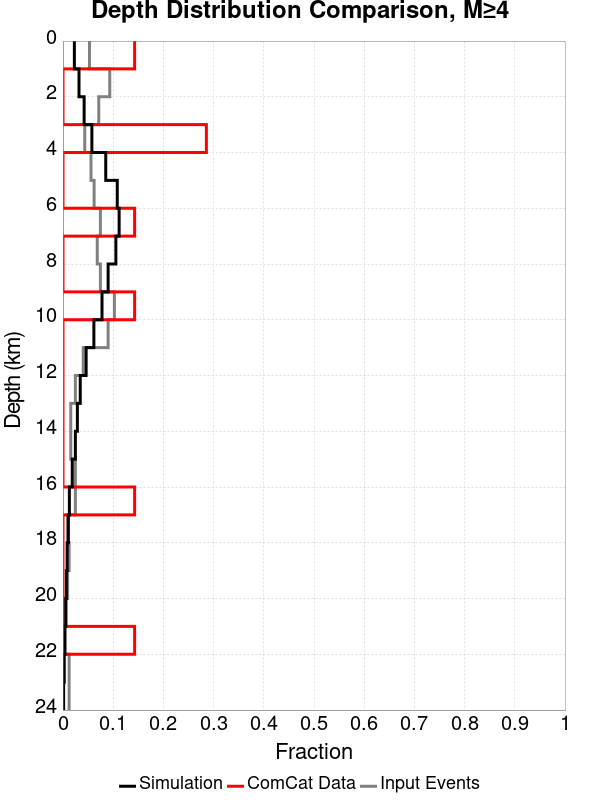 Depth Distribution Comparison, M≥4
0
2
4
6
8
10
12
14
16
18
20
22
24
Depth (km)
0 0.1 0.2 0.3 0.4 0.5 0.6 0.7 0.8 0.9 1
Fraction
Simulation ComCat Data Input Events